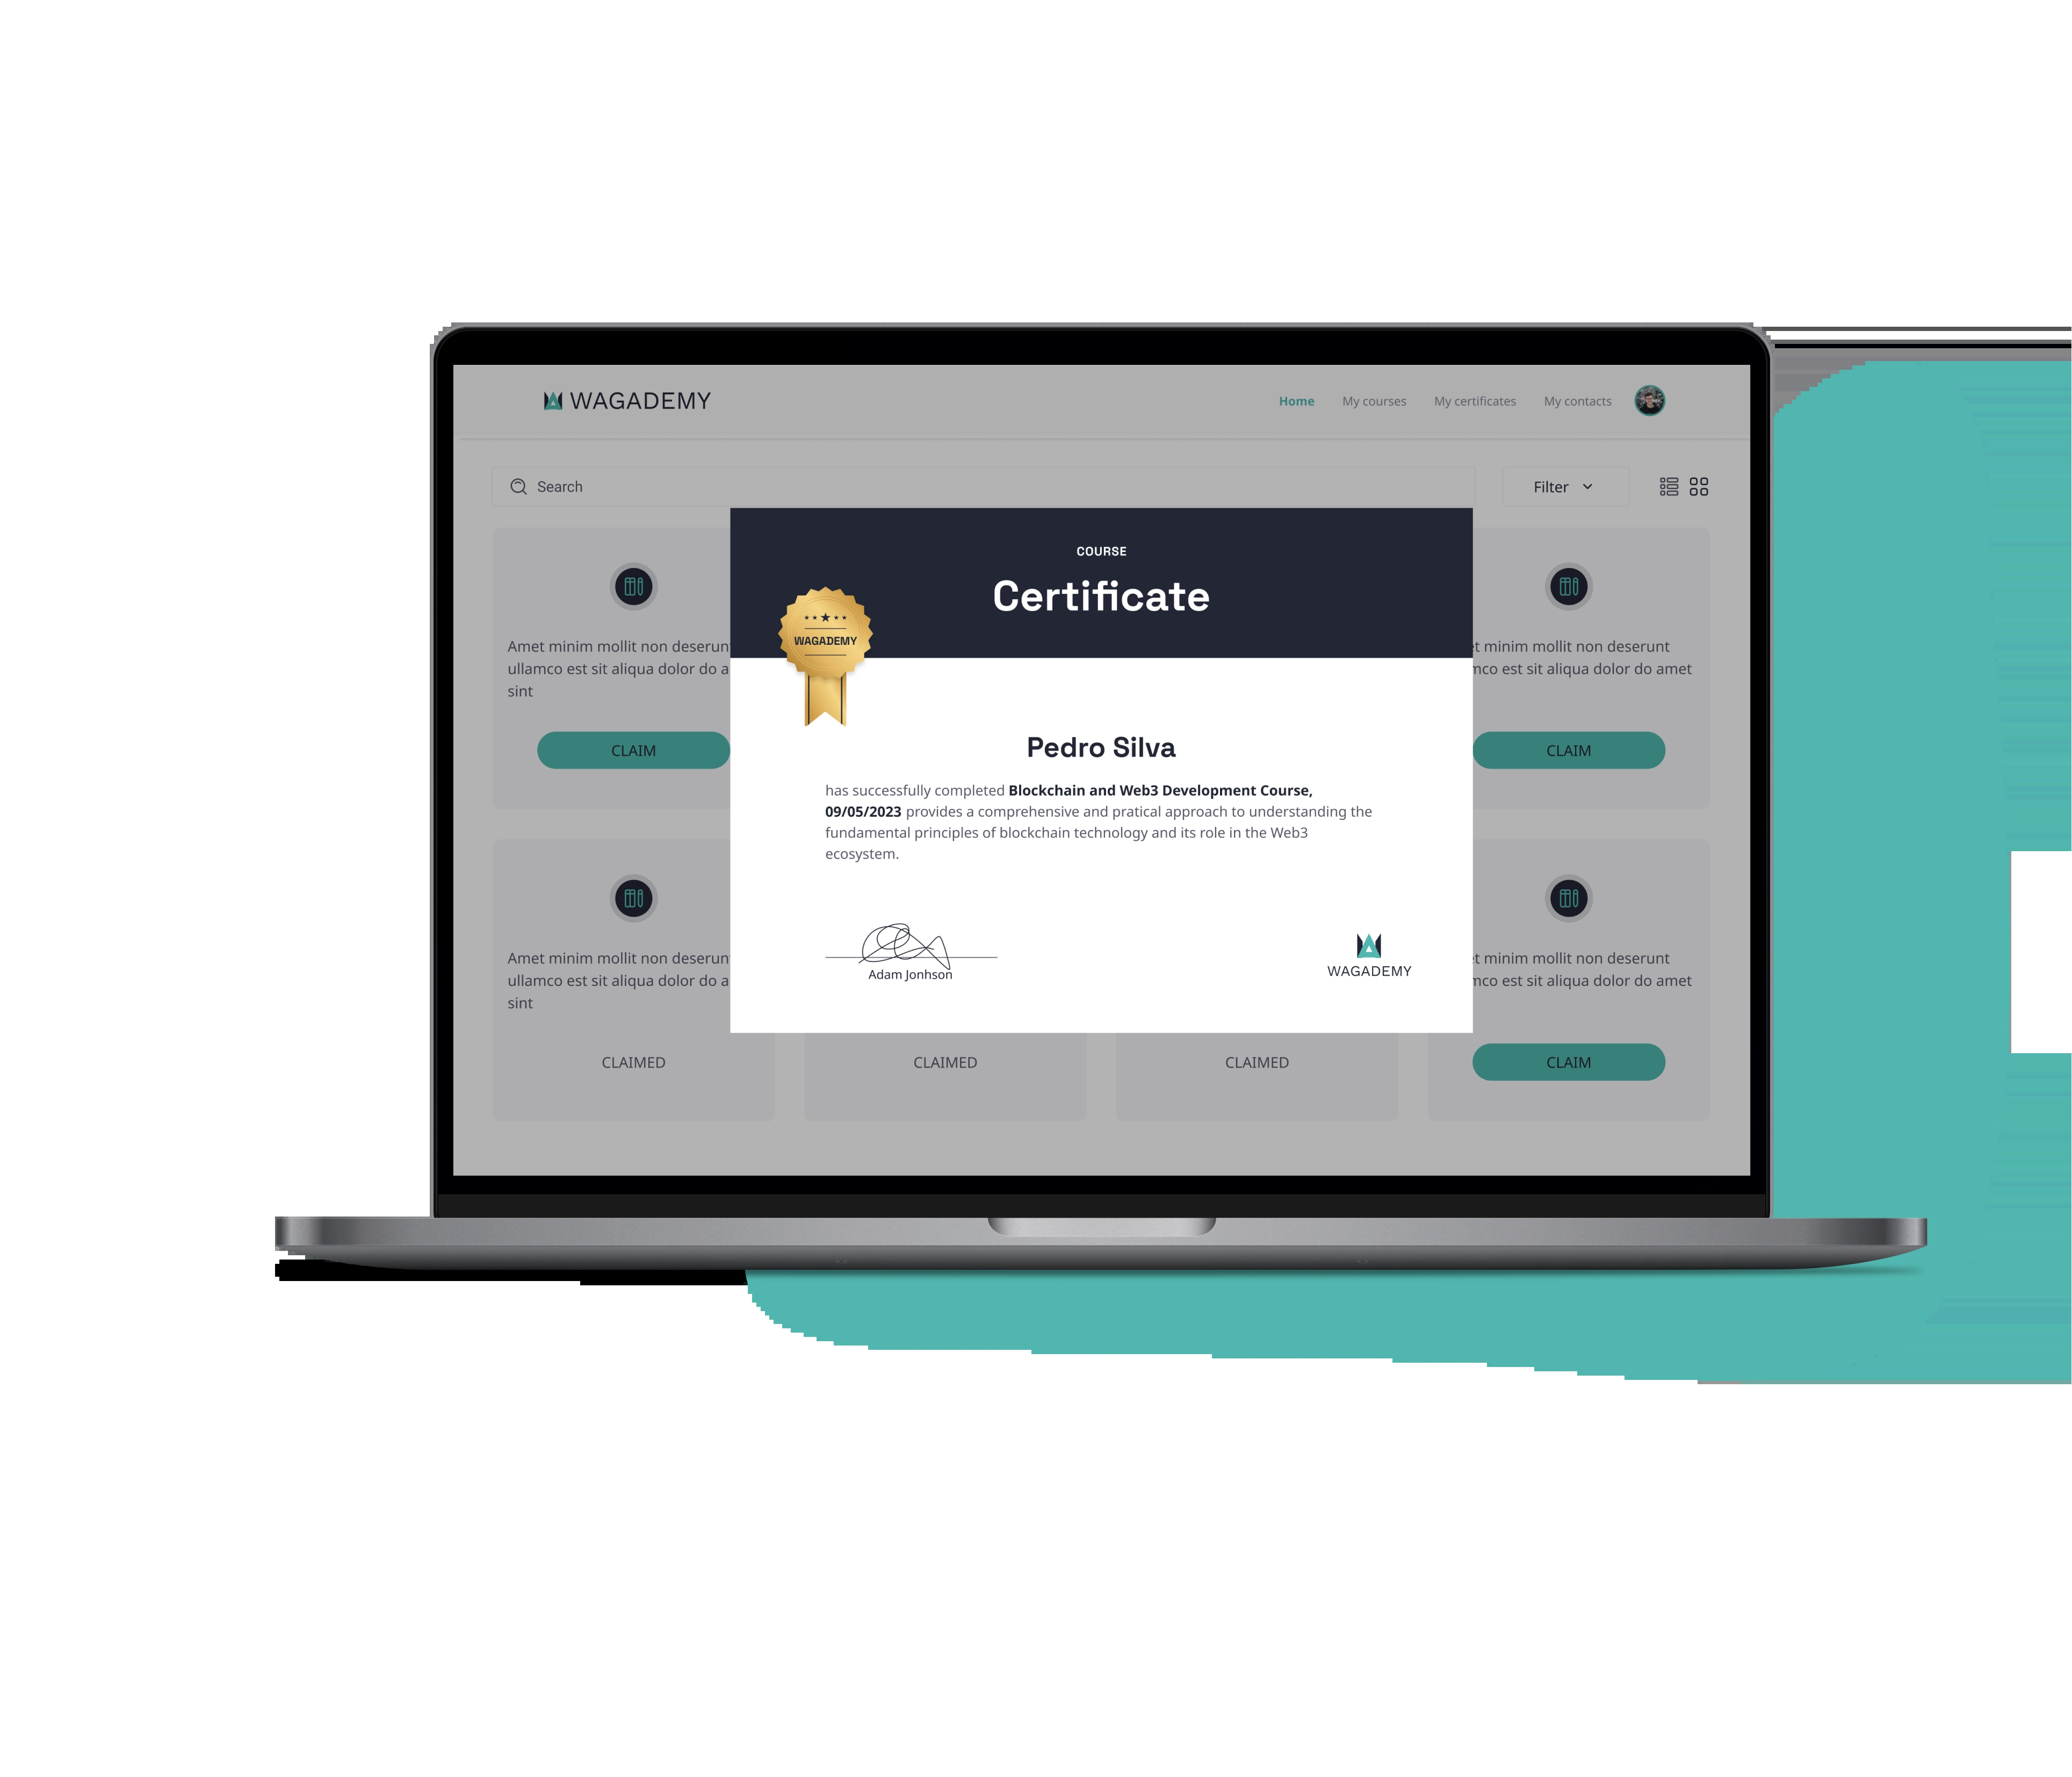 WAGADEMY
Home My courses My certificates My contacts
Search
Filter
COURSE
Certificate
WAGADEMY
Amet minim mollit non deserunt
ullamco est sit aliqua dolor do a
sint
CLAIM
minim mollit non deserunt
est sit aliqua dolor do amet
CLAIM
Pedro Silva
has successfully completed Blockchain and Web3 Development Course,
09/05/2023 provides a comprehensive and pratical approach to understanding the
fundamental principles of blockchain technology and its role in the Web3
ecosystem.
Adam Jonhson
WAGADEMY
Amet minim mollit non deserunt
ullamco est sit aliqua dolor do a
sint
minim mollit non deserunt
est sit aliqua dolor do amet
CLAIMED
CLAIMED
CLAIMED
CLAIM